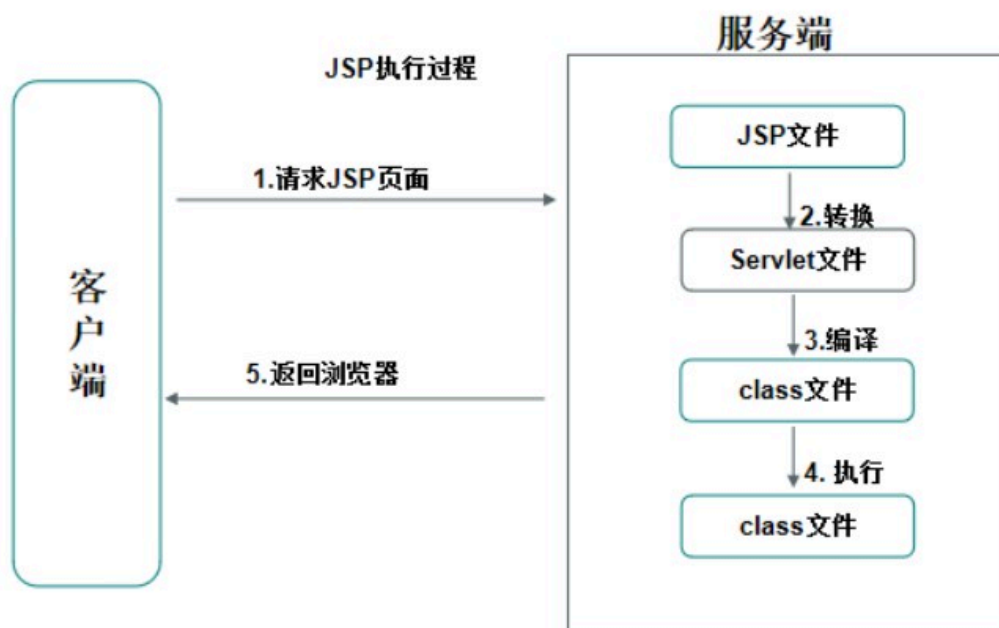 服务端
JSP执行过程
JSP文件
1.请求JSP页面
2.转换
Servlet文件
客户端
3.编译
5.返回浏览器
class文件
4. 执行
class文件